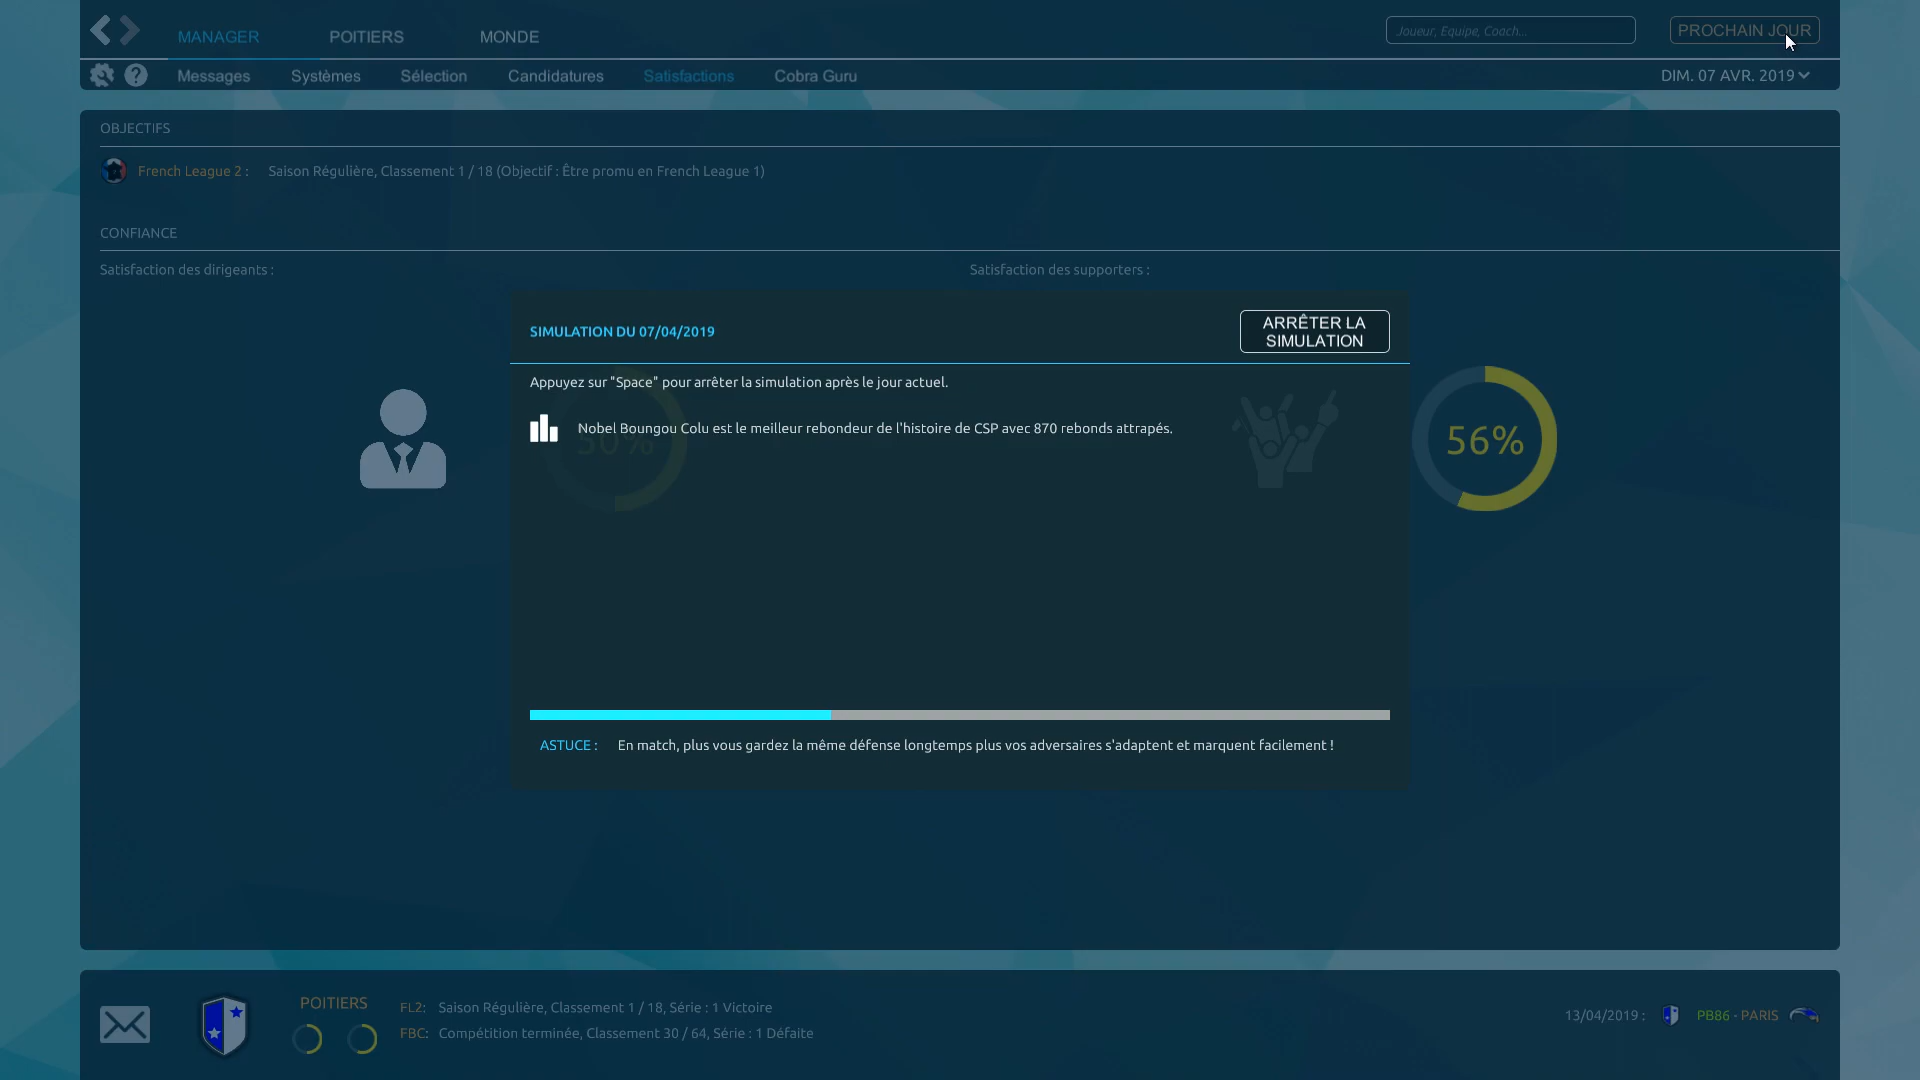 MANAGER POITIERS MONDE
Joueur, Equipe, Coach...
PROCHAIN JOUR
Messages Systèmes Sélection Candidatures Satisfactions Cobra Guru
DIM. 07 AVR. 2019
OBJECTIFS
French League 2 : Saison Régulière, Classement 1 / 18 (Objectif : Être promu en French League 1)
CONFIANCE
Satisfaction des dirigeants : Satisfaction des supporters :
SIMULATION DU 07/04/2019
ARRÊTER LA
SIMULATION
Appuyez sur "Space" pour arrêter la simulation après le jour actuel.
Nobel Boungou Colu est le meilleur rebondeur de l'histoire de CSP avec 870 rebonds attrapés.
50% 56%
ASTUCE : En match, plus vous gardez la même défense longtemps plus vos adversaires s'adaptent et marquent facilement !
POITIERS
FL2: Saison Régulière, Classement 1 / 18, Série : 1 Victoire
FBC: Compétition terminée, Classement 30 / 64, Série : 1 Défaite
13/04/2019 : PB86 - PARIS